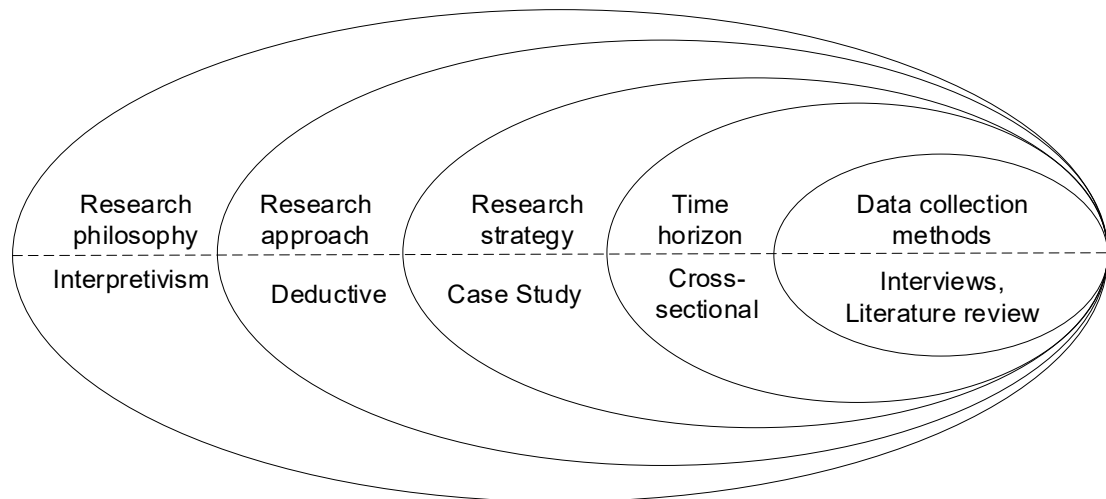 Research
philosophy
Interpretivism
Research
approach
Deductive
Research
strategy
Case Study
Time
horizon
Cross-
sectional
Data collection
methods
Interviews,
Literature review